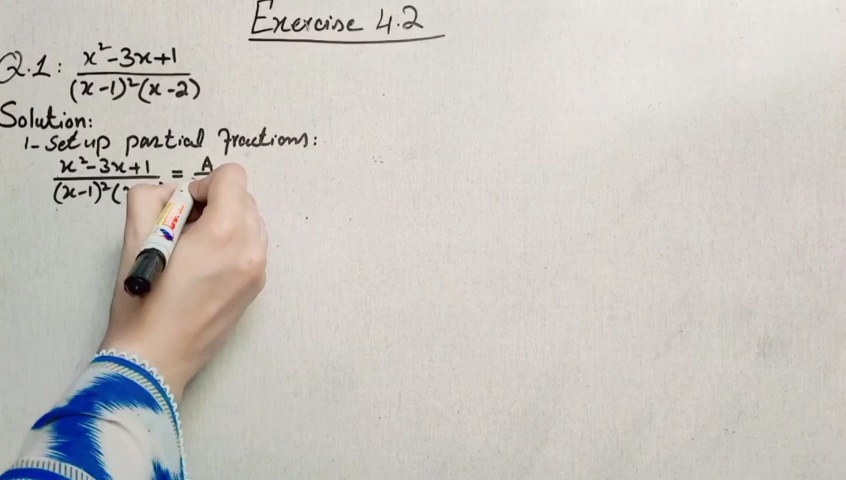 Exercise 4.2
Q.1: x²-3x+1 / (x-1)²(x-2)
Solution:
1- Set up partial fractions:
x²-3x+1 / (x-1)²( = A